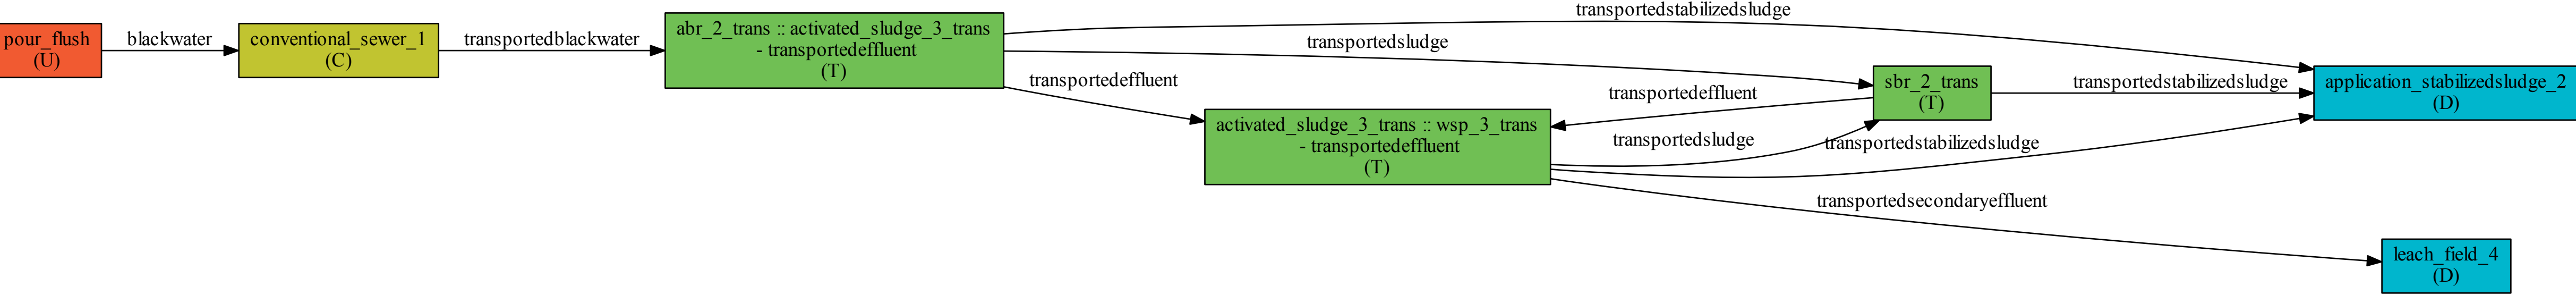 pour_flush
(U)
blackwater
conventional_sewer_1
(C)
transportedblackwater
abr_2_trans :: activated_sludge_3_trans
- transportedeffluent
(T)
transportedstabilizedsludge
transportedsludge
transportedeffluent
activated_sludge_3_trans :: wsp_3_trans
- transportedeffluent
(T)
transportedeffluent
transportedsludge
transportedstabilizedsludge
transportedsecondaryeffluent
sbr_2_trans
(T)
transportedstabilizedsludge
application_stabilizedsludge_2
(D)
leach_field_4
(D)